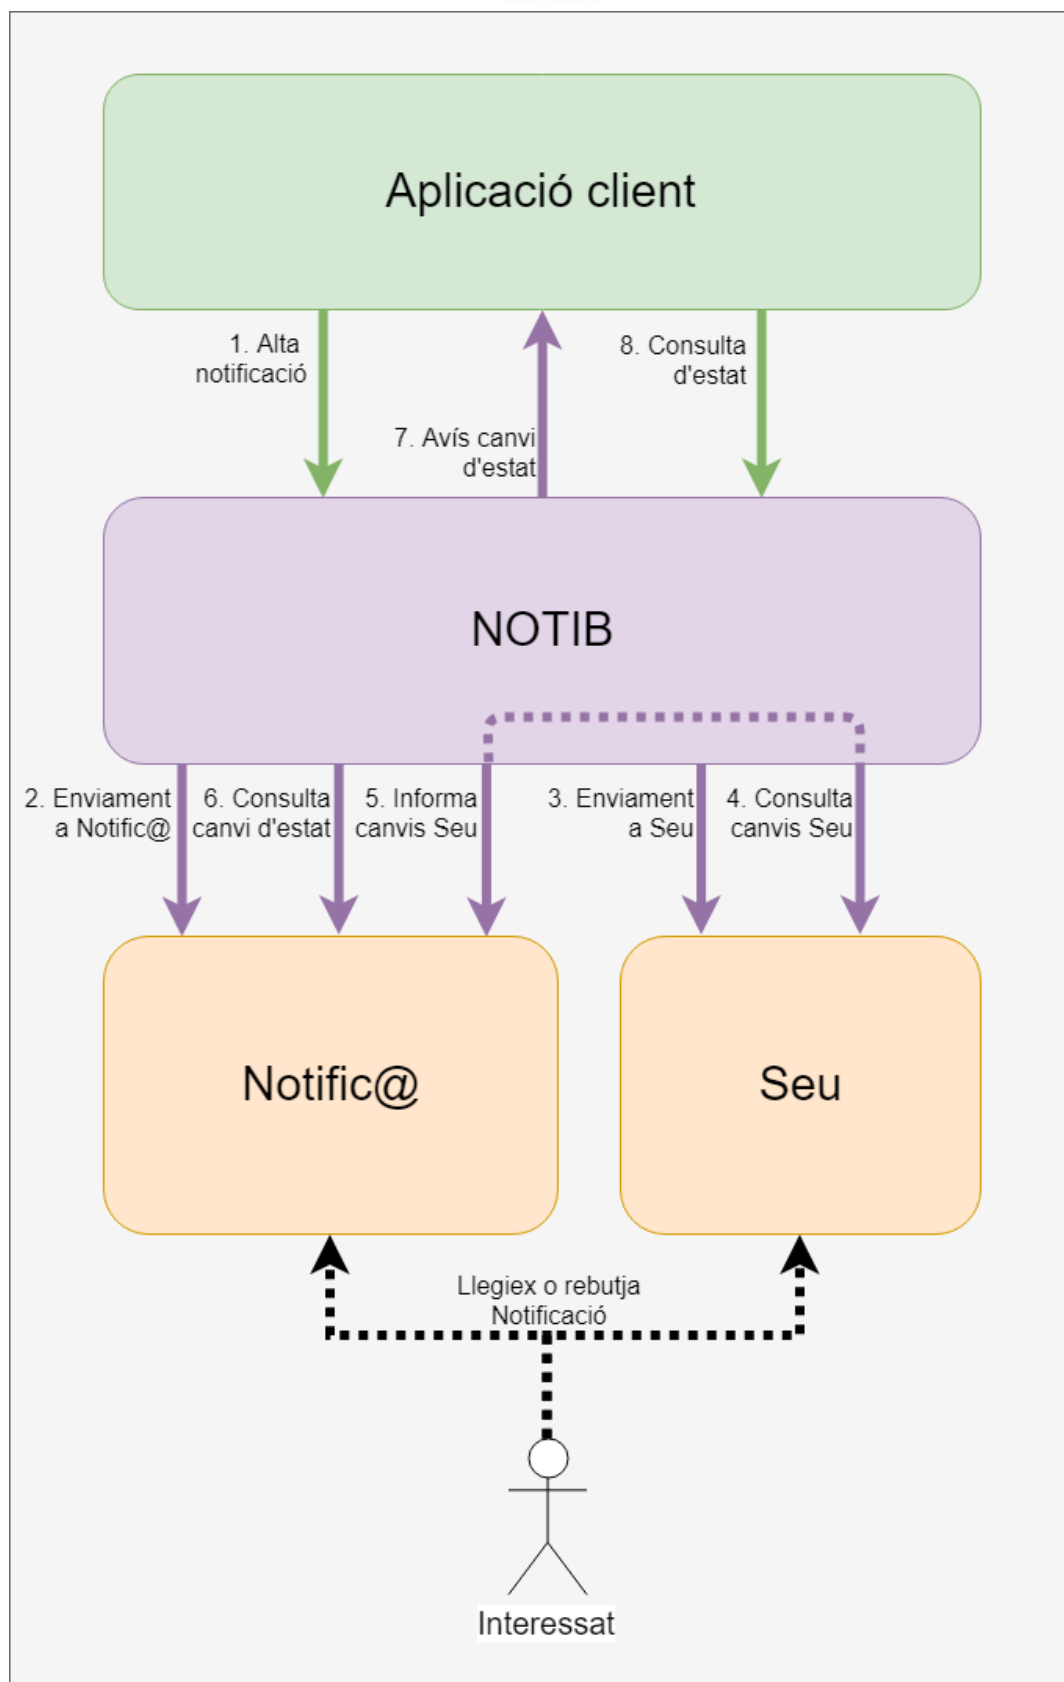 Aplicació client
1. Alta
notificació
8. Consulta
d'estat
7. Avís canvi
d'estat
NOTIB
2. Enviament
a Notific@
6. Consulta
canvi d'estat
5. Informa
canvis Seu
3. Enviament
a Seu
4. Consulta
canvis Seu
Notific@
Seu
Llegiex o rebutja
Notificació
Interessat